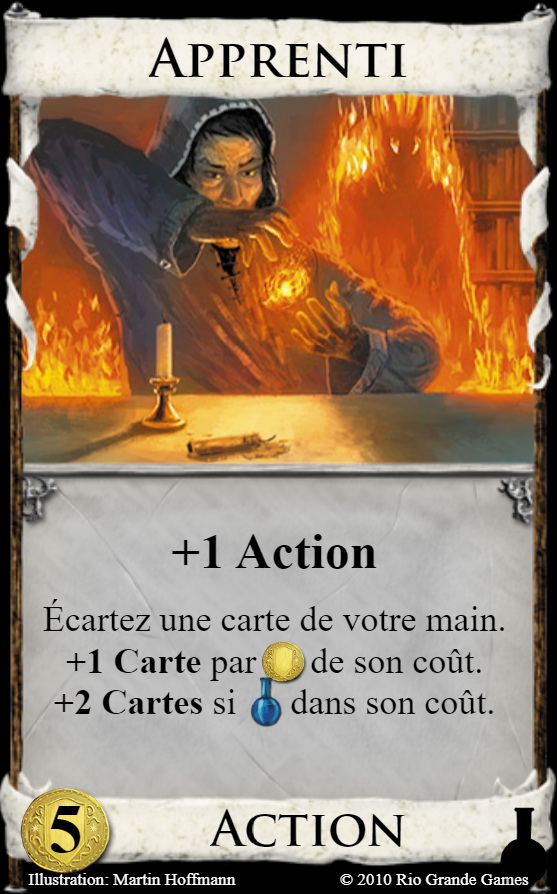 APPRENTI
+1 Action
Écartez une carte de votre main.
+1 Carte par de son coût.
+2 Cartes si dans son coût.
5
ACTION
Illustration: Martin Hoffmann
© 2010 Rio Grande Games